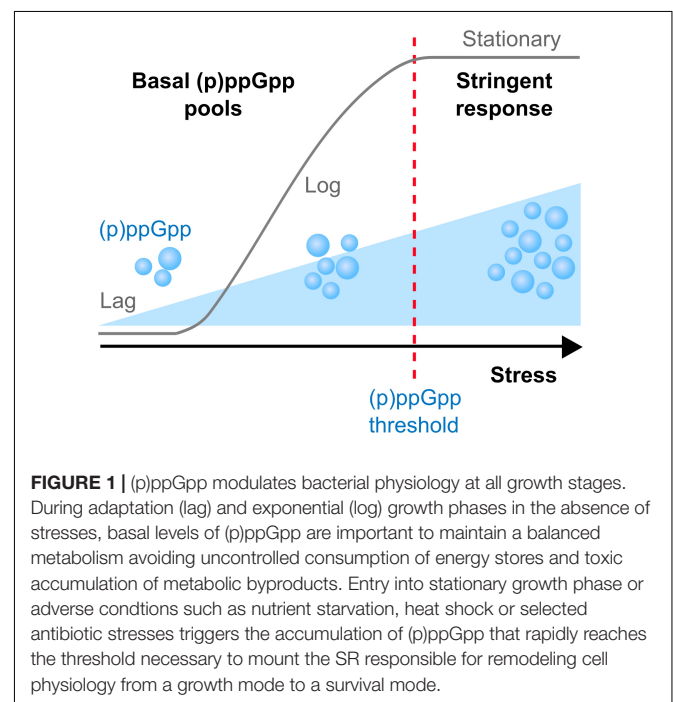 Stationary
Basal (p)ppGpp
pools
Stringent
response
Log
(p)ppGpp
Lag
Stress
(p)ppGpp
threshold
FIGURE 1 | (p)ppGpp modulates bacterial physiology at all growth stages.
During adaptation (lag) and exponential (log) growth phases in the absence of
stresses, basal levels of (p)ppGpp are important to maintain a balanced
metabolism avoiding uncontrolled consumption of energy stores and toxic
accumulation of metabolic byproducts. Entry into stationary growth phase or
adverse condtions such as nutrient starvation, heat shock or selected
antibiotic stresses triggers the accumulation of (p)ppGpp that rapidly reaches
the threshold necessary to mount the SR responsible for remodeling cell
physiology from a growth mode to a survival mode.